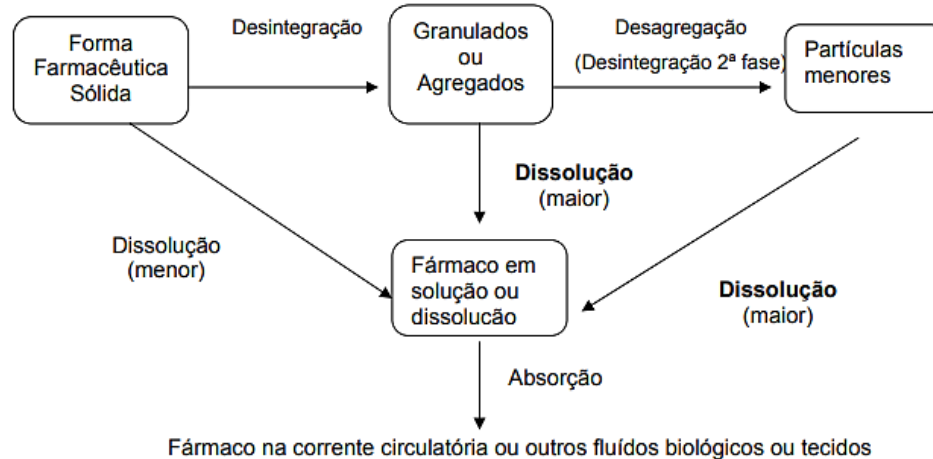 Forma
Farmacêutica
Sólida
Desintegração
Granulados
ou
Agregados
Desagregação
(Desintegração 2ª fase)
Partículas
menores
Dissolução
(maior)
Dissolução
(menor)
Fármaco em
solução ou
dissolucão
Dissolução
(maior)
Absorção
Fármaco na corrente circulatória ou outros fluídos biológicos ou tecidos